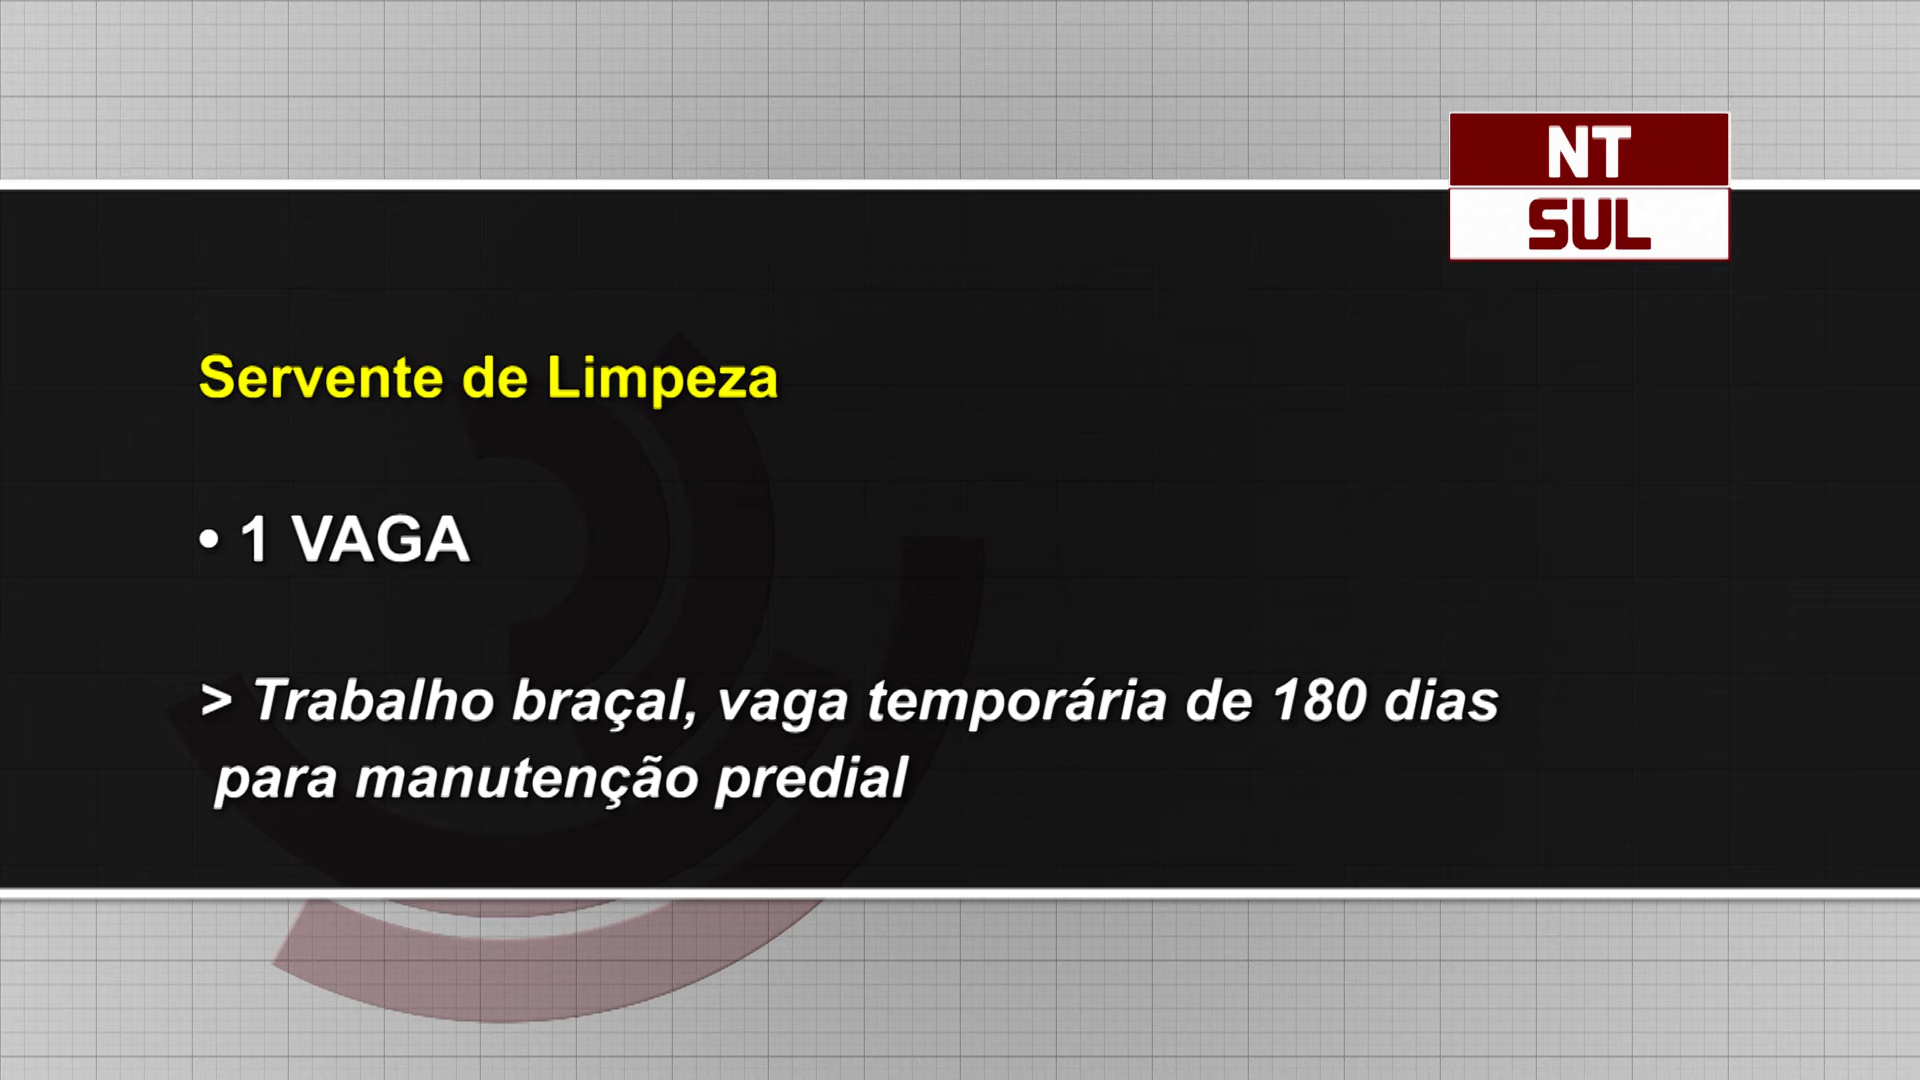 NT
SUL
Servente de Limpeza
• 1 VAGA
> Trabalho braçal, vaga temporária de 180 dias
para manutenção predial